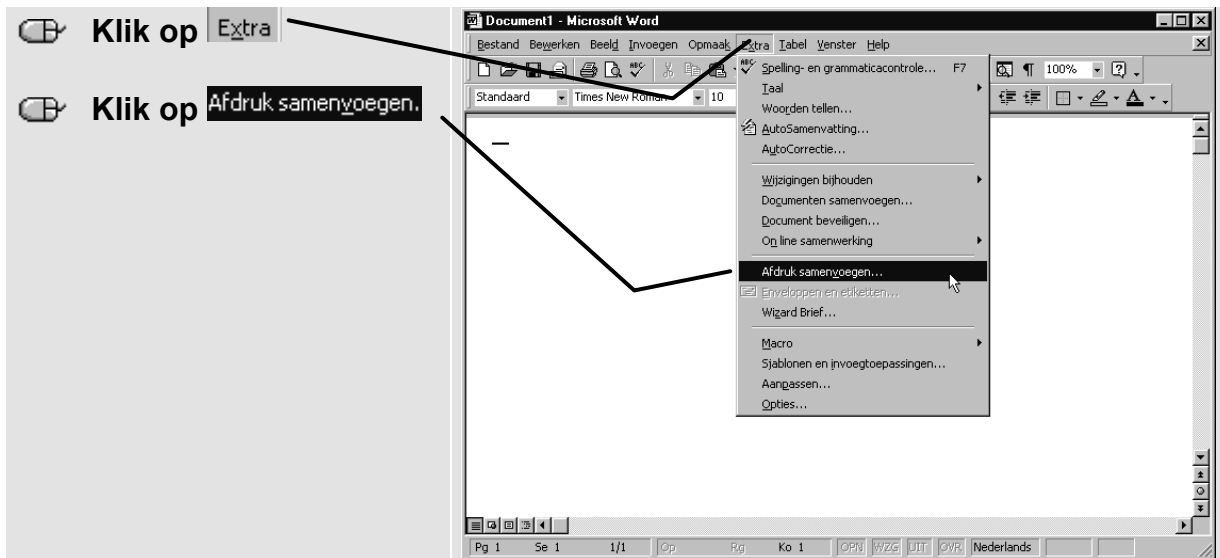 Klik op Extra
Klik op Afdruk samenvoegen.
Document1 - Microsoft Word
Bestand Bewerken Beeld Invoegen Opmaak Extra Tabel Venster Help
100%
Standaard Times New Roman 10
Spelling- en grammaticacontrole... F7
Taal
Woorden tellen...
AutoSamenvatting...
AutoCorrectie...
Wijzigingen bijhouden
Documenten samenvoegen...
Document beveiligen...
On line samenwerking
Afdruk samenvoegen...
Enveloppen en etiketten...
Wizard Brief...
Macro
Sjablonen en invoegtoepassingen...
Aanpassen...
Opties...
Pg 1 Se 1 1/1 Op Rg Ko 1 OPN WZG UIT OVR Nederlands